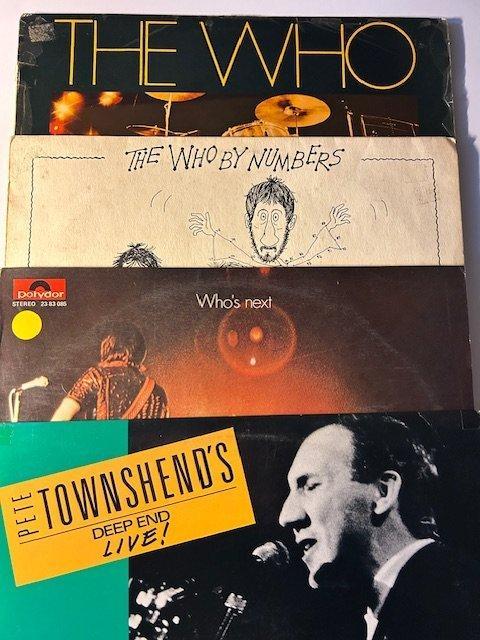 THE WHO
THE WHO BY NUMBERS
polydor
STEREO 23 83 085
Who's next
PETE TOWNSHEND'S
DEEP END
LIVE!